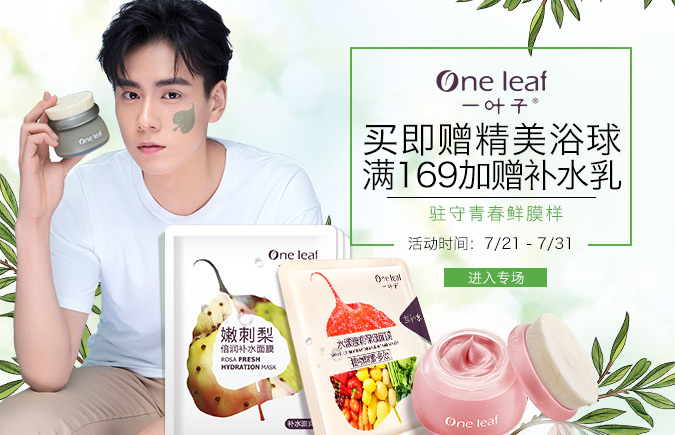 One leaf
一叶子®
买即赠精美浴球
满169加赠补水乳
驻守青春鲜膜样
活动时间: 7/21 - 7/31
进入专场
One leaf
One leaf
嫩刺梨
倍润补水面膜
ROSA FRESH
HYDRATION MASK
One leaf
一叶子
One leaf